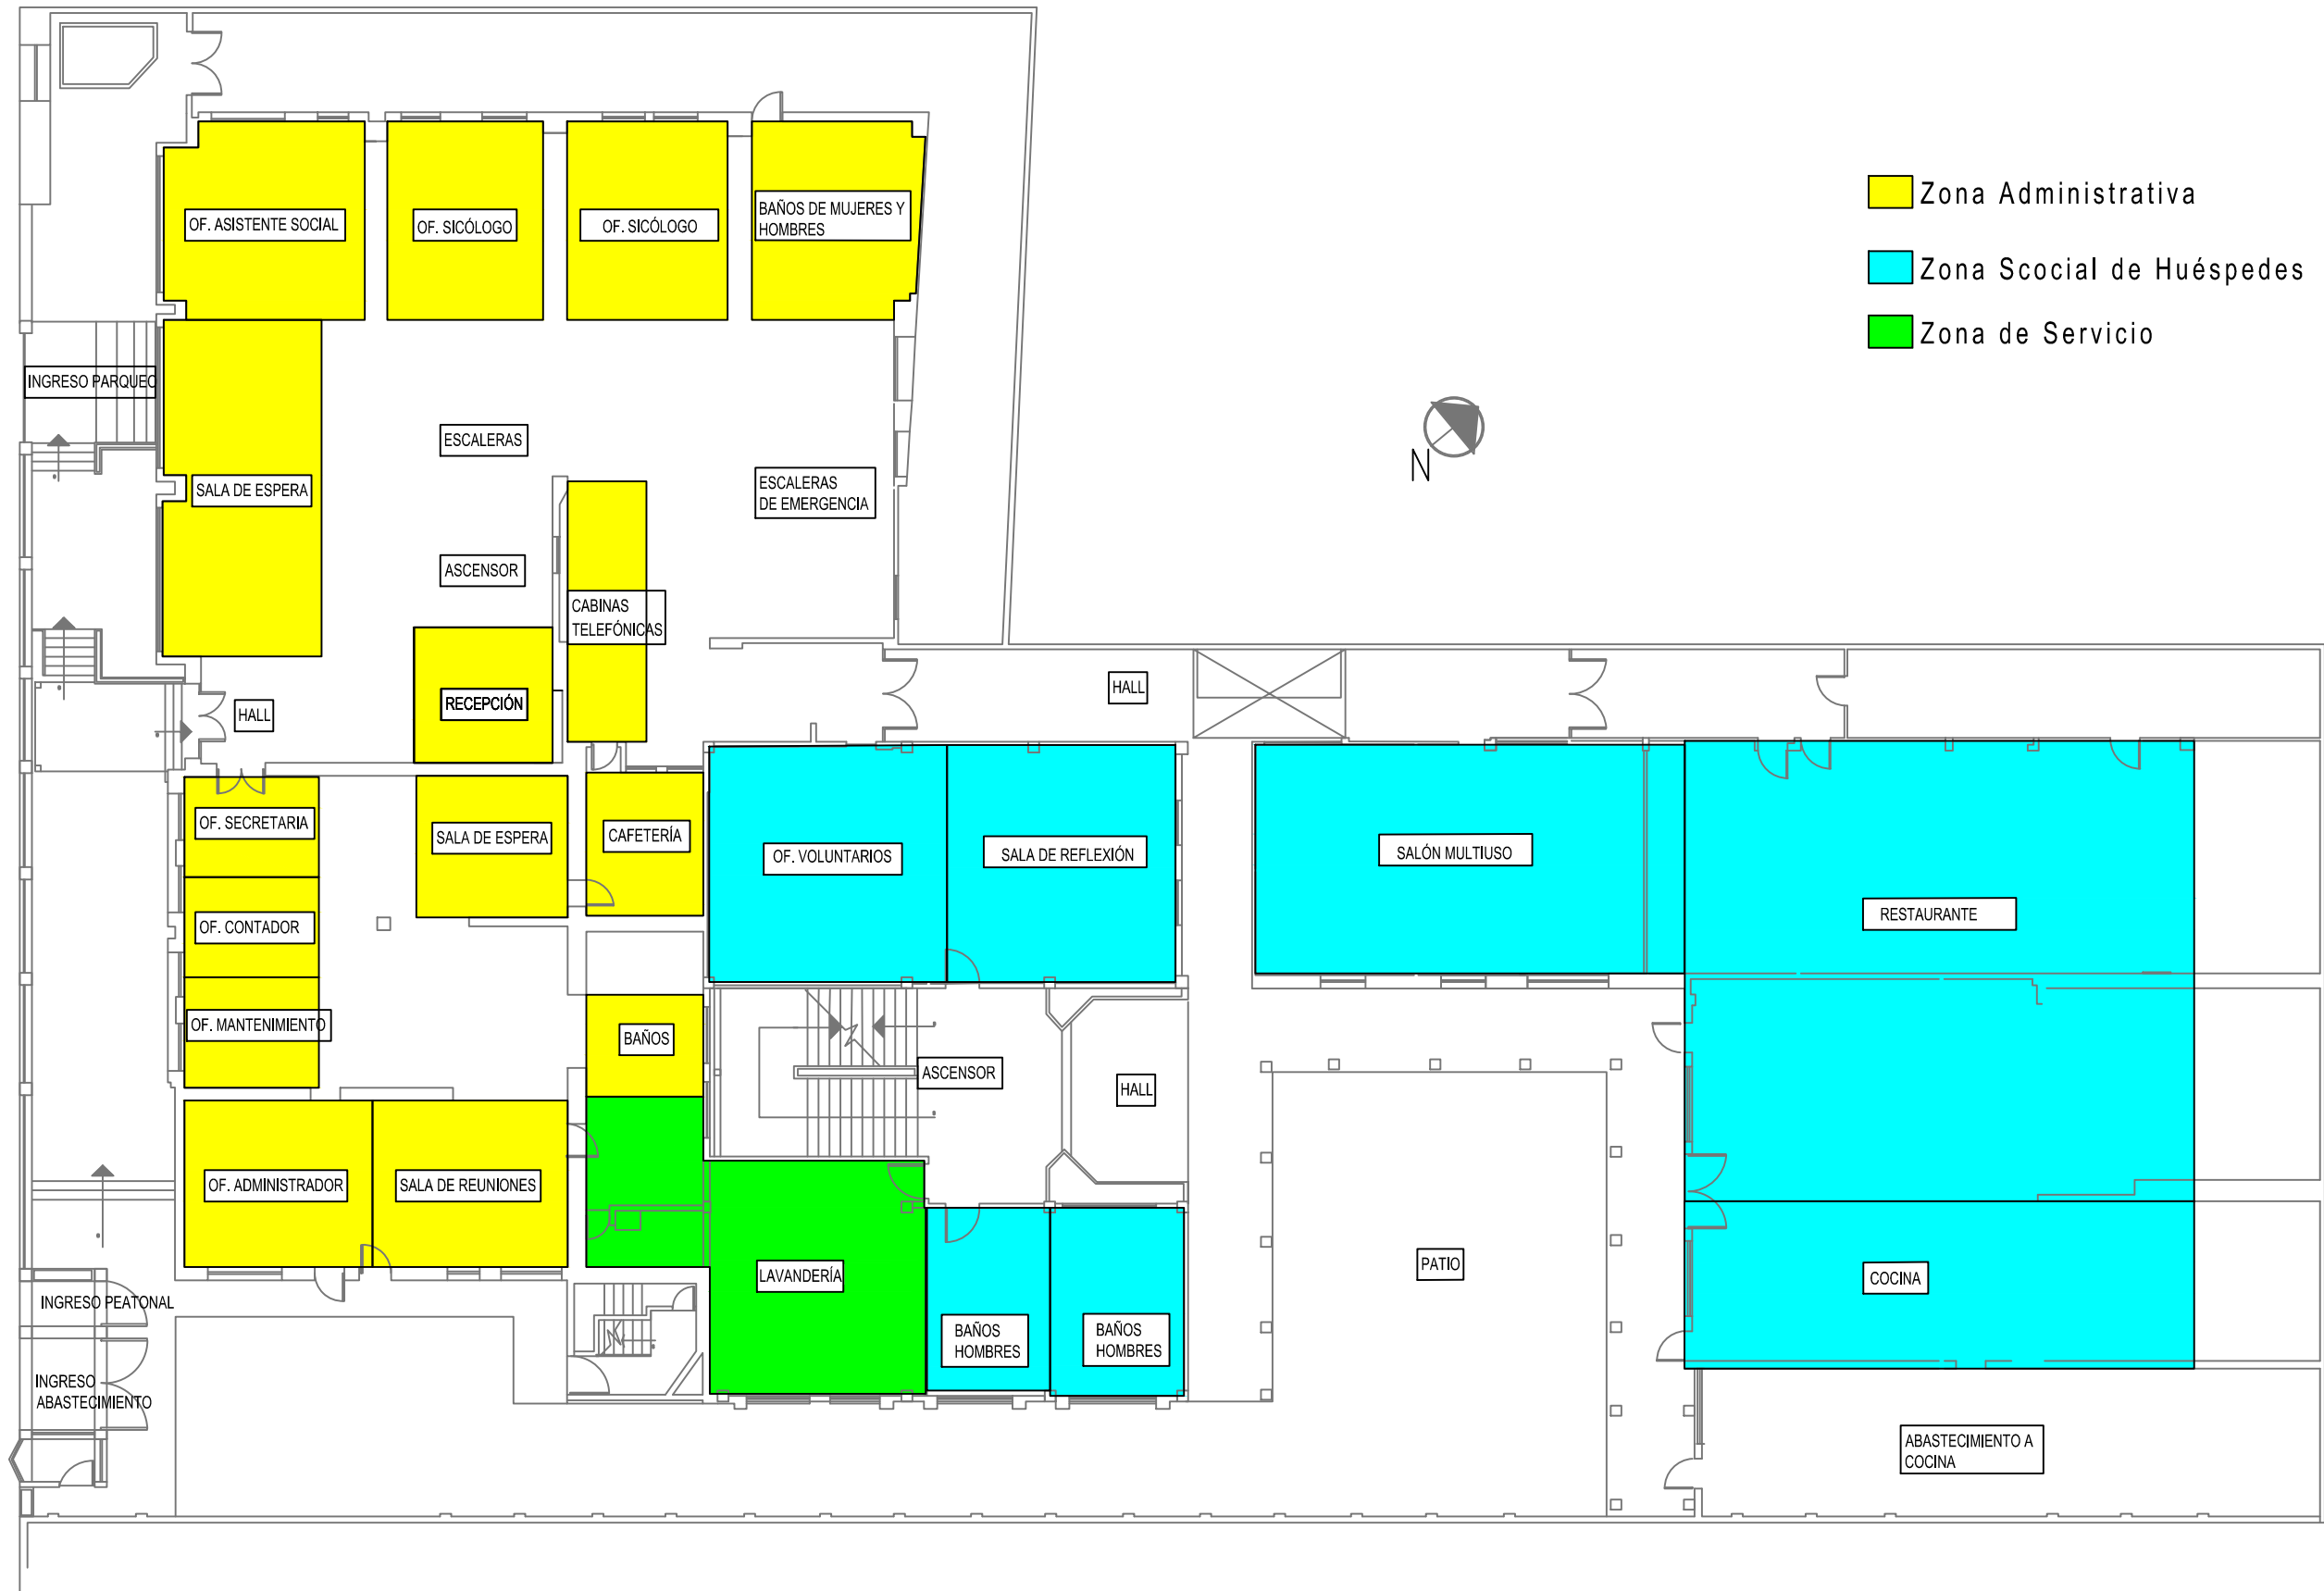 Zona Administrativa
Zona Scocial de Huéspedes
Zona de Servicio
N
OF. ASISTENTE SOCIAL
OF. SICÓLOGO
OF. SICÓLOGO
BAÑOS DE MUJERES Y
HOMBRES
INGRESO PARQUEO
ESCALERAS
SALA DE ESPERA
ESCALERAS
DE EMERGENCIA
ASCENSOR
CABINAS
TELEFÓNICAS
RECEPCIÓN
HALL
HALL
OF. SECRETARIA
SALA DE ESPERA
CAFETERÍA
OF. VOLUNTARIOS
SALA DE REFLEXIÓN
SALÓN MULTIUSO
RESTAURANTE
OF. CONTADOR
OF. MANTENIMIENTO
BAÑOS
ASCENSOR
HALL
OF. ADMINISTRADOR
SALA DE REUNIONES
LAVANDERÍA
PATIO
COCINA
INGRESO PEATONAL
BAÑOS
HOMBRES
BAÑOS
HOMBRES
INGRESO
ABASTECIMIENTO
ABASTECIMIENTO A
COCINA